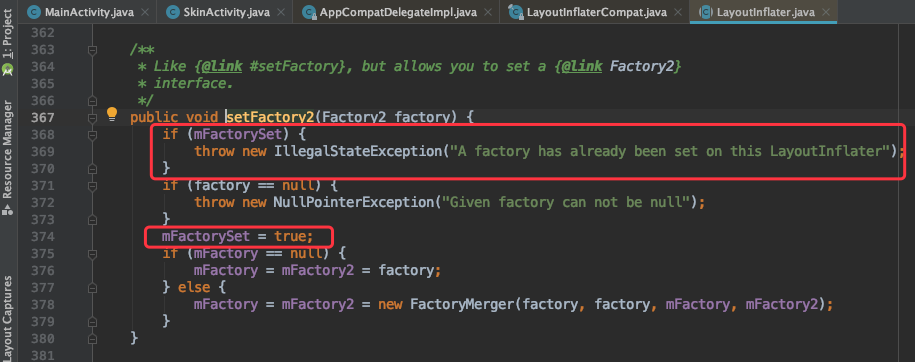 MainActivity.java
SkinActivity.java
AppCompatDelegateImpl.java
LayoutInflaterCompat.java
LayoutInflater.java
1: Project
Resource Manager
Layout Captures
362
363 /**
364 * Like {@link #setFactory}, but allows you to set a {@link Factory2}
365 * interface.
366 */
367 public void setFactory2(Factory2 factory) {
368 if (mFactorySet) {
369 throw new IllegalStateException("A factory has already been set on this LayoutInflater");
370 }
371 if (factory == null) {
372 throw new NullPointerException("Given factory can not be null");
373 }
374 mFactorySet = true;
375 if (mFactory == null) {
376 mFactory = mFactory2 = factory;
377 } else {
378 mFactory = mFactory2 = new FactoryMerger(factory, factory, mFactory, mFactory2);
379 }
380 }
381